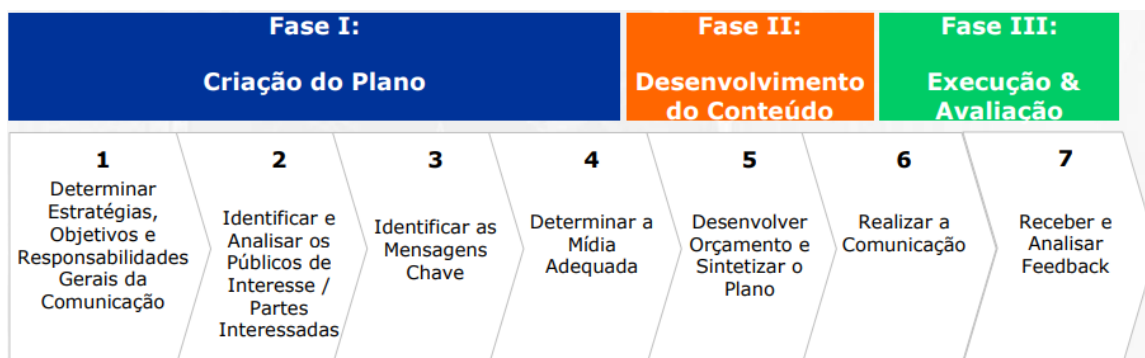 Fase I:
Criação do Plano
Fase II:
Desenvolvimento
do Conteúdo
Fase III:
Execução &
Avaliação
1
Determinar
Estratégias,
Objetivos e
Responsabilidades
Gerais da
Comunicação
2
Identificar e
Analisar os
Públicos de
Interesse /
Partes
Interessadas
3
Identificar as
Mensagens
Chave
4
Determinar a
Mídia
Adequada
5
Desenvolver
Orçamento e
Sintetizar o
Plano
6
Realizar a
Comunicação
7
Receber e
Analisar
Feedback